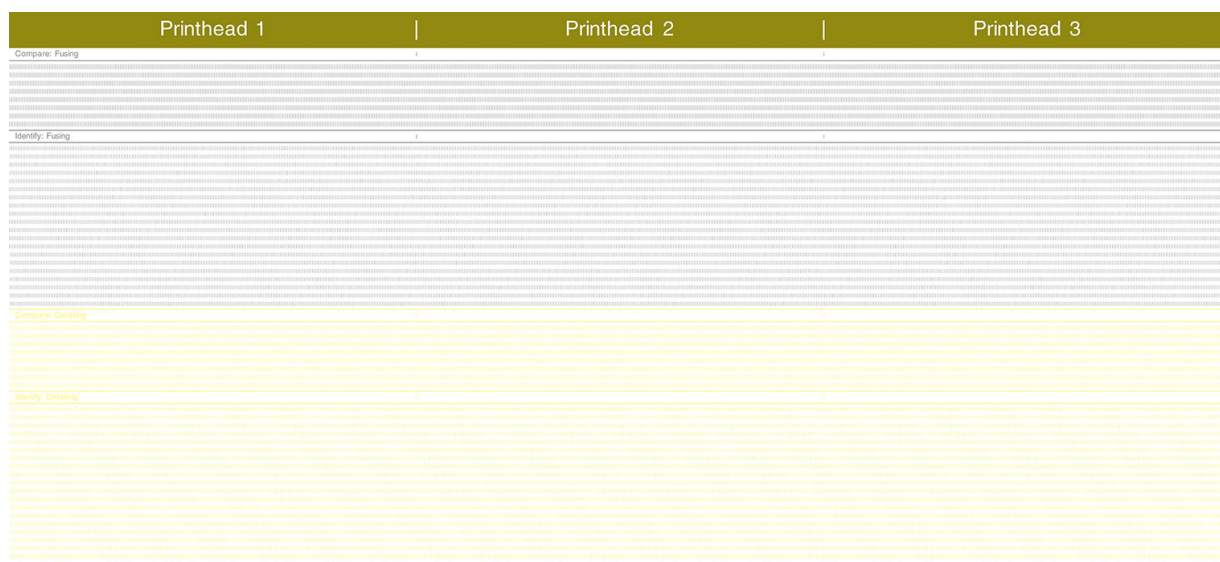 Printhead 1 | Printhead 2 | Printhead 3
Compare: Fusing
Identify: Fusing
Compare: Detailing
Identify: Detailing